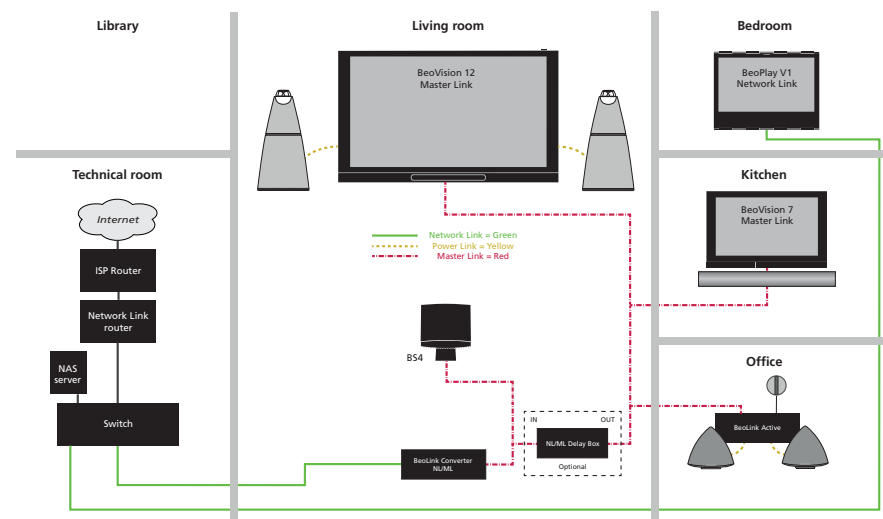 Library
Living room
Bedroom
BeoVision 12
Master Link
BeoPlay V1
Network Link
Technical room
Kitchen
Internet
BeoVision 7
Master Link
Network Link = Green
Power Link = Yellow
Master Link = Red
ISP Router
Network Link
router
BS4
NAS
server
Office
Switch
IN
OUT
BeoLink Active
NL/ML Delay Box
BeoLink Converter
NL/ML
Optional